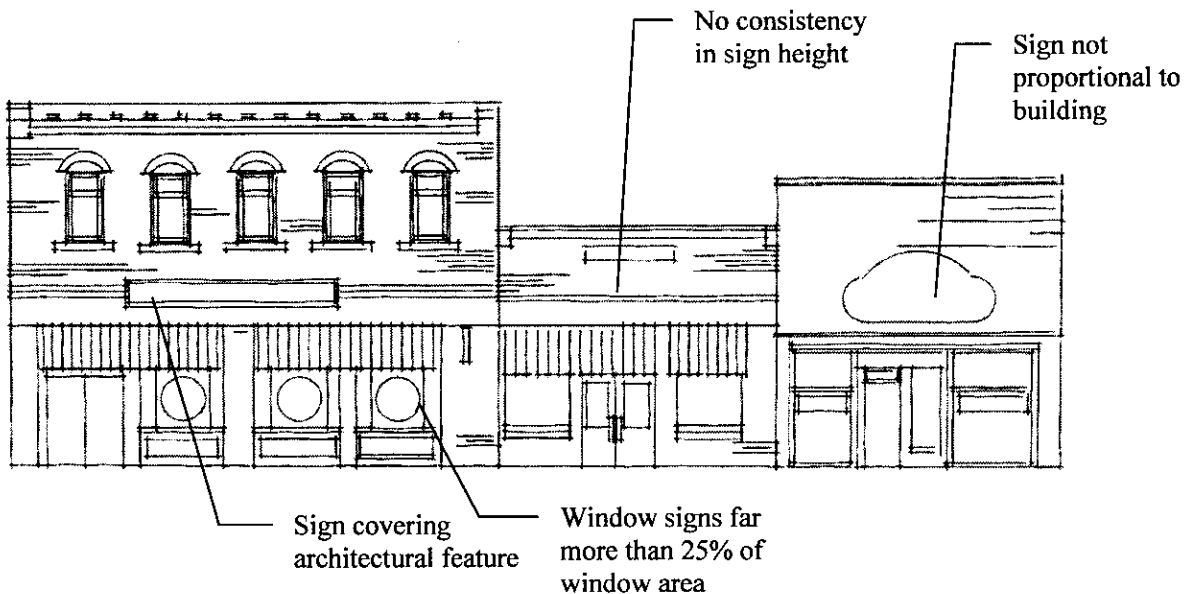 No consistency
in sign height
Sign not
proportional to
building
Sign covering
architectural feature
Window signs far
more than 25% of
window area